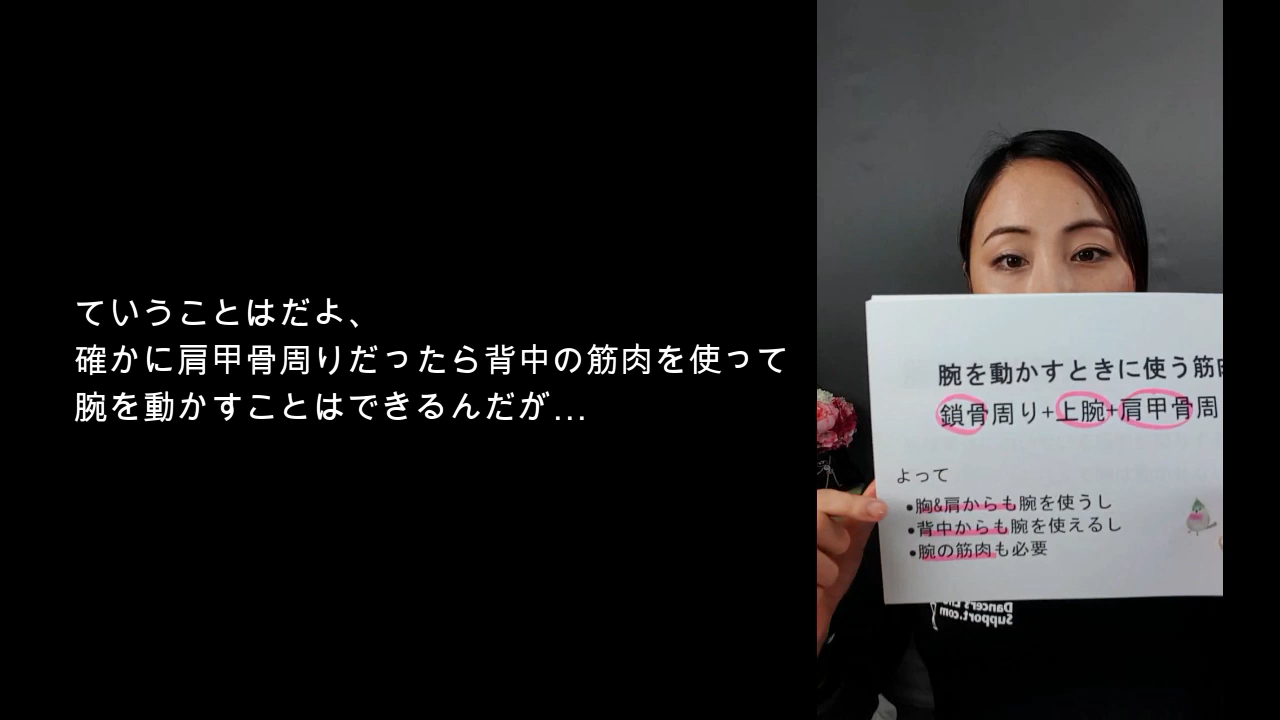 ていうことはだよ、
確かに肩甲骨周りだったら背中の筋肉を使って
腕を動かすことはできるんだが...
腕を動かすときに使う筋肉
鎖骨周り+上腕+肩甲骨周
よって
•胸&肩からも腕を使うし
•背中からも腕を使えるし
•腕の筋肉も必要
Dancer's Life
Support.com